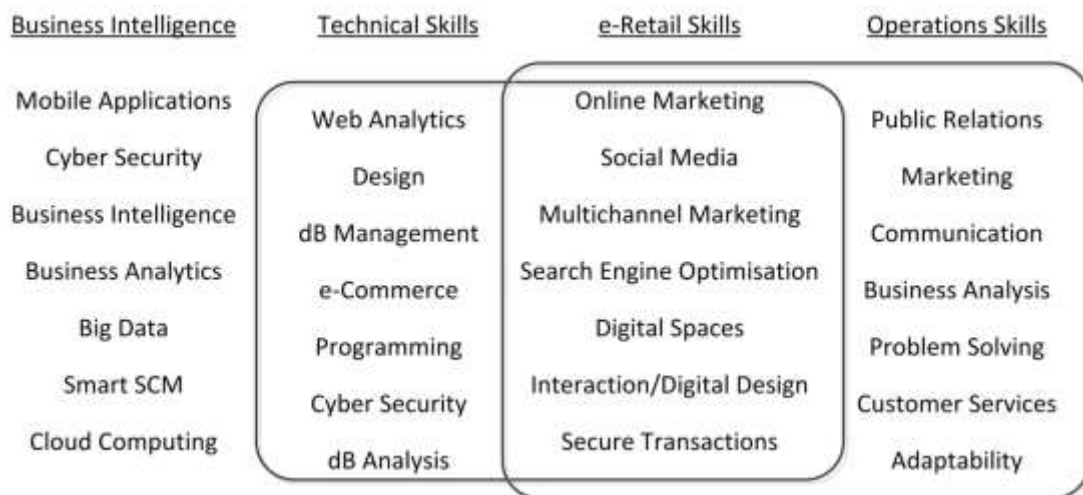 Business Intelligence
Mobile Applications
Cyber Security
Business Intelligence
Business Analytics
Big Data
Smart SCM
Cloud Computing
Technical Skills
Web Analytics
Design
dB Management
e-Commerce
Programming
Cyber Security
dB Analysis
e-Retail Skills
Online Marketing
Social Media
Multichannel Marketing
Search Engine Optimisation
Digital Spaces
Interaction/Digital Design
Secure Transactions
Operations Skills
Public Relations
Marketing
Communication
Business Analysis
Problem Solving
Customer Services
Adaptability